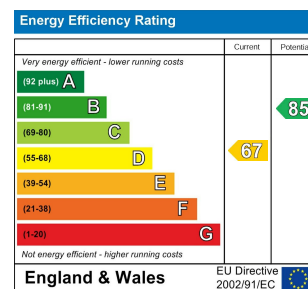 Energy Efficiency Rating
Current Potentia
Very energy efficient - lower running costs
(92 plus) A
(81-91) B 85
(69-80) C
(55-68) D 67
(39-54) E
(21-38) F
(1-20) G
Not energy efficient - higher running costs
England & Wales
EU Directive
2002/91/EC